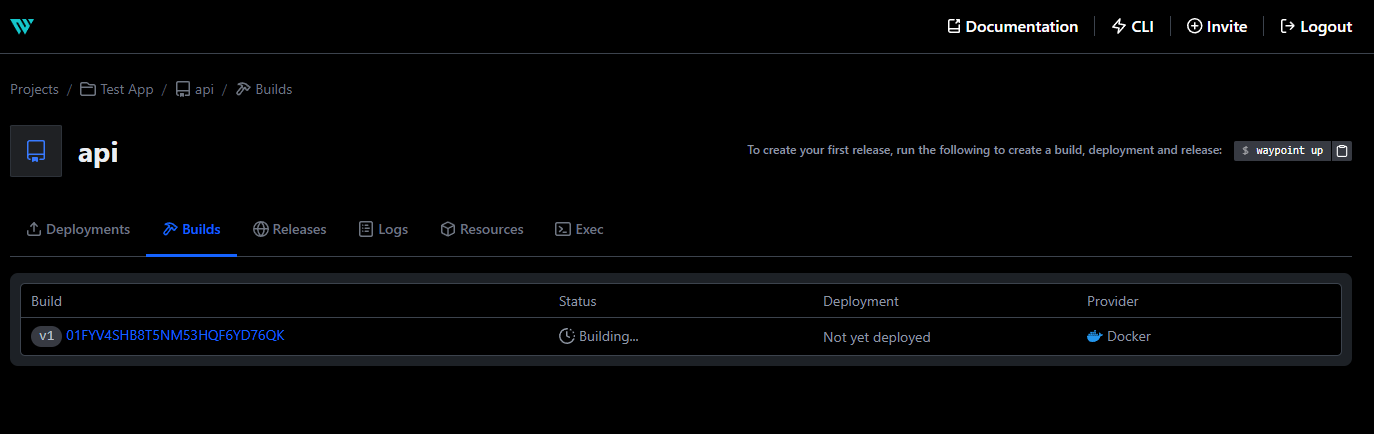 Documentation CLI Invite Logout
Projects / Test App / api / Builds
api
To create your first release, run the following to create a build, deployment and release: $ waypoint up
Deployments Builds Releases Logs Resources Exec
Build Status Deployment Provider
v1 01FYV4SHB8T5NM53HQF6YD76QK Building... Not yet deployed Docker